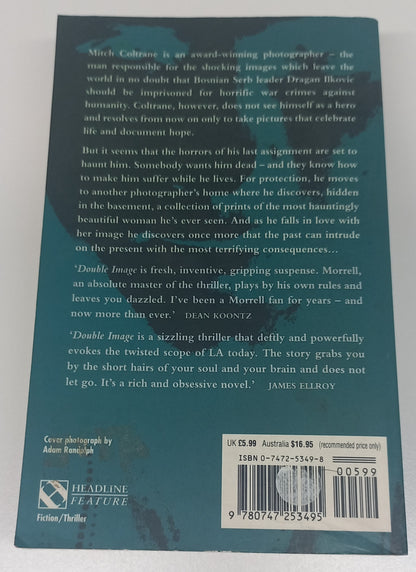 Mitch Coltrane is an award-winning photographer – the
man responsible for the shocking images which leave the
world in no doubt that Bosnian Serb leader Dragan Ilkovic
should be imprisoned for horrific war crimes against
humanity. Coltrane, however, does not see himself as a hero
and resolves from now on only to take pictures that celebrate
life and document hope.
But it seems that the horrors of his last assignment are set to
haunt him. Somebody wants him dead – and they know how
to make him suffer while he lives. For protection, he moves
to another photographer's home where he discovers, hidden
in the basement, a collection of prints of the most hauntingly
beautiful woman he's ever seen. And as he falls in love with
her image he discovers once more that the past can intrude
on the present with the most terrifying consequences...
'Double Image is fresh, inventive, gripping suspense. Morrell,
an absolute master of the thriller, plays by his own rules and
leaves you dazzled. I've been a Morrell fan for years – and
now more than ever.' DEAN KOONTZ
'Double Image is a sizzling thriller that deftly and powerfully
evokes the twisted scope of LA today. The story grabs you
by the short hairs of your soul and your brain and does not
let go. It's a rich and obsessive novel.' JAMES ELLROY
Cover photograph by
Adam Randolph
HEADLINE
FEATURE
Fiction/Thriller
UK £5.99 Australia $16.95 (recommended price only)
ISBN 0-7472-5349-8
00599
9 780747 253495